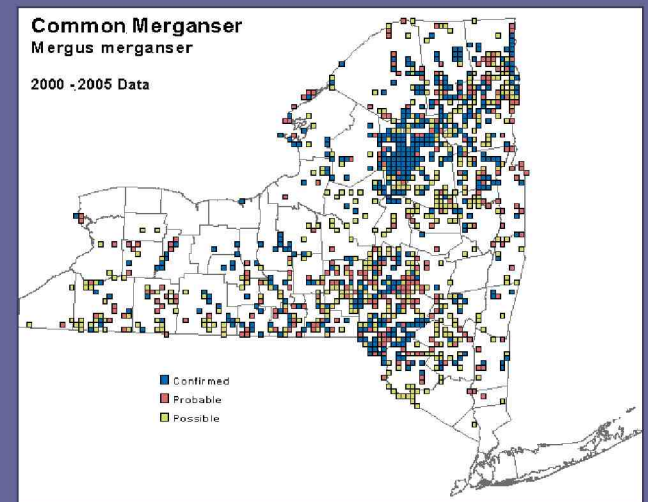 Common Merganser
Mergus merganser
2000 - 2005 Data
Confirmed
Probable
Possible